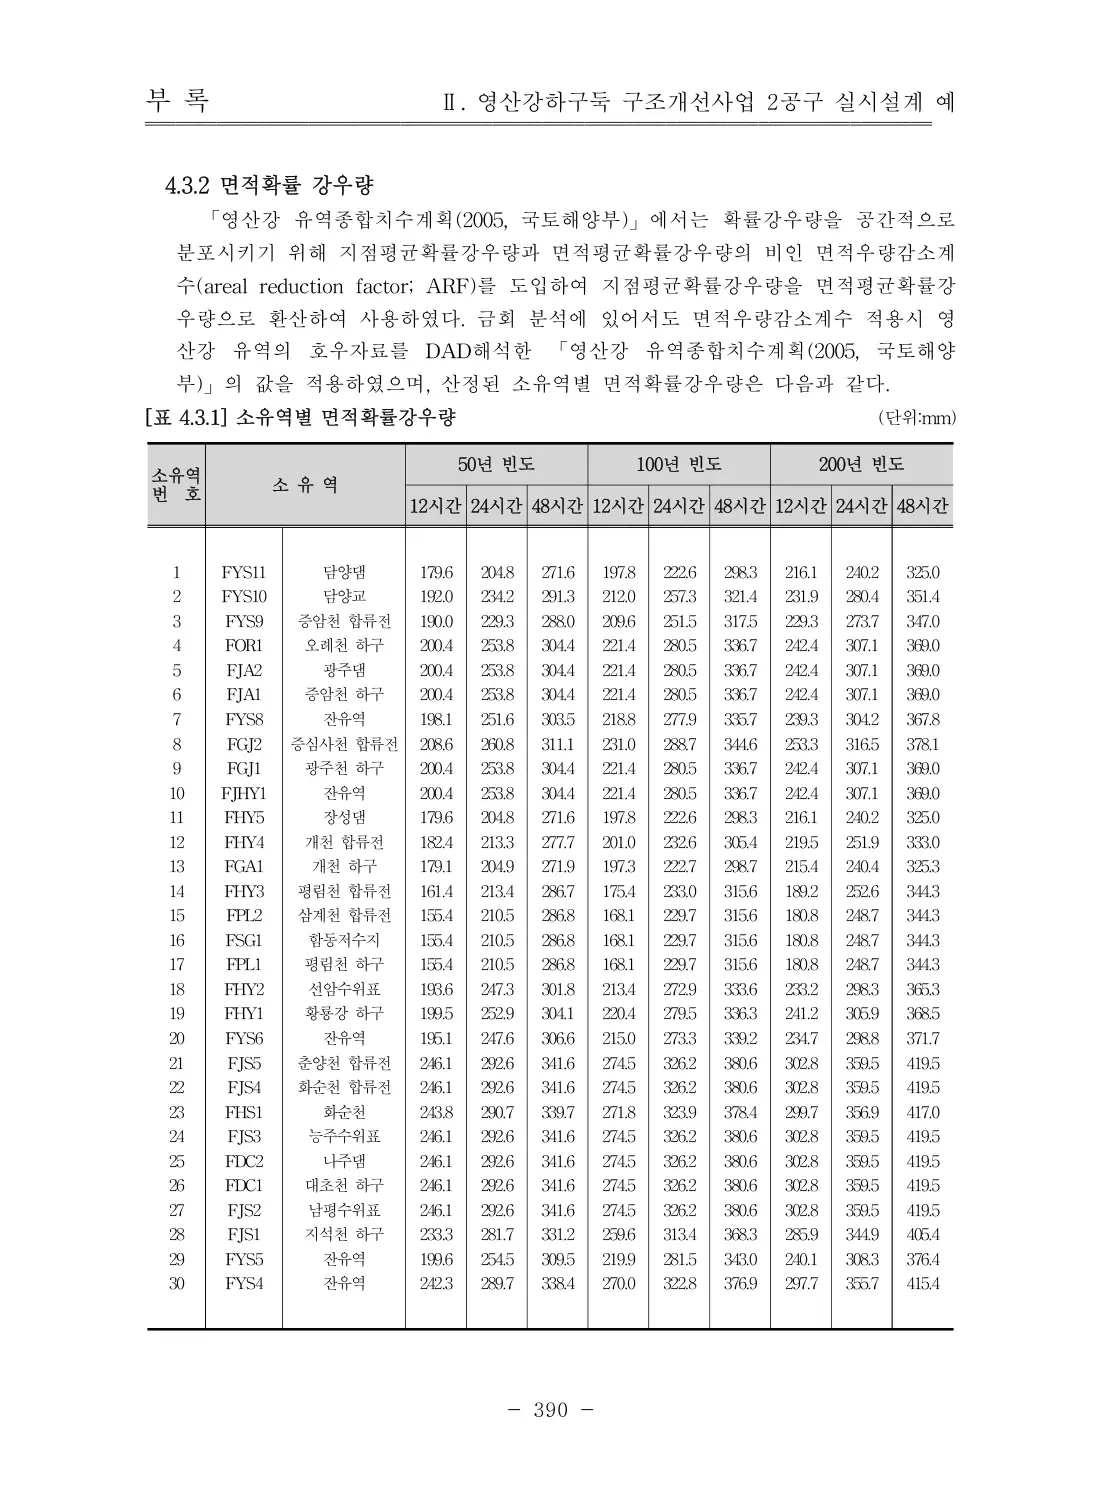 부 록 Ⅱ. 영산강하구둑 구조개선사업 2공구 실시설계 예
4.3.2 면적확률 강우량
「영산강 유역종합치수계획(2005, 국토해양부)」에서는 확률강우량을 공간적으로
분포시키기 위해 지점평균확률강우량과 면적평균확률강우량의 비인 면적우량감소계
수(areal reduction factor; ARF)를 도입하여 지점평균확률강우량을 면적평균확률강
우량으로 환산하여 사용하였다. 금회 분석에 있어서도 면적우량감소계수 적용시 영
산강 유역의 호우자료를 DAD해석한 「영산강 유역종합치수계획(2005, 국토해양
부)」의 값을 적용하였으며, 산정된 소유역별 면적확률강우량은 다음과 같다.
[표 4.3.1] 소유역별 면적확률강우량 (단위:mm)
소유역 번 호 소 유 역 50년 빈도 100년 빈도 200년 빈도
12시간 24시간 48시간 12시간 24시간 48시간 12시간 24시간 48시간
1 FYS11 담양댐 179.6 204.8 271.6 197.8 222.6 298.3 216.1 240.2 325.0
2 FYS10 담양교 192.0 234.2 291.3 212.0 257.3 321.4 231.9 280.4 351.4
3 FYS9 증암천 합류전 190.0 229.3 288.0 209.6 251.5 317.5 229.3 273.7 347.0
4 FOR1 오례천 하구 200.4 253.8 304.4 221.4 280.5 336.7 242.4 307.1 369.0
5 FJA2 광주댐 200.4 253.8 304.4 221.4 280.5 336.7 242.4 307.1 369.0
6 FJA1 증암천 하구 200.4 253.8 304.4 221.4 280.5 336.7 242.4 307.1 369.0
7 FYS8 잔유역 198.1 251.6 303.5 218.8 277.9 335.7 239.3 304.2 367.8
8 FGJ2 증심사천 합류전 208.6 260.8 311.1 231.0 288.7 344.6 253.3 316.5 378.1
9 FGJ1 광주천 하구 200.4 253.8 304.4 221.4 280.5 336.7 242.4 307.1 369.0
10 FJHY1 잔유역 200.4 253.8 304.4 221.4 280.5 336.7 242.4 307.1 369.0
11 FHY5 장성댐 179.6 204.8 271.6 197.8 222.6 298.3 216.1 240.2 325.0
12 FHY4 개천 합류전 182.4 213.3 277.7 201.0 232.6 305.4 219.5 251.9 333.0
13 FGA1 개천 하구 179.1 204.9 271.9 197.3 222.7 298.7 215.4 240.4 325.3
14 FHY3 평림천 합류전 161.4 213.4 286.7 175.4 233.0 315.6 189.2 252.6 344.3
15 FPL2 삼계천 합류전 155.4 210.5 286.8 168.1 229.7 315.6 180.8 248.7 344.3
16 FSG1 함동저수지 155.4 210.5 286.8 168.1 229.7 315.6 180.8 248.7 344.3
17 FPL1 평림천 하구 155.4 210.5 286.8 168.1 229.7 315.6 180.8 248.7 344.3
18 FHY2 선암수위표 193.6 247.3 301.8 213.4 272.9 333.6 233.2 298.3 365.3
19 FHY1 황룡강 하구 199.5 252.9 304.1 220.4 279.5 336.3 241.2 305.9 368.5
20 FYS6 잔유역 195.1 247.6 306.6 215.0 273.3 339.2 234.7 298.8 371.7
21 FJS5 춘양천 합류전 246.1 292.6 341.6 274.5 326.2 380.6 302.8 359.5 419.5
22 FJS4 화순천 합류전 246.1 292.6 341.6 274.5 326.2 380.6 302.8 359.5 419.5
23 FHS1 화순천 243.8 290.7 339.7 271.8 323.9 378.4 299.7 356.9 417.0
24 FJS3 능주수위표 246.1 292.6 341.6 274.5 326.2 380.6 302.8 359.5 419.5
25 FDC2 나주댐 246.1 292.6 341.6 274.5 326.2 380.6 302.8 359.5 419.5
26 FDC1 대초천 하구 246.1 292.6 341.6 274.5 326.2 380.6 302.8 359.5 419.5
27 FJS2 남평수위표 246.1 292.6 341.6 274.5 326.2 380.6 302.8 359.5 419.5
28 FJS1 지석천 하구 233.3 281.7 331.2 259.6 313.4 368.3 285.9 344.9 405.4
29 FYS5 잔유역 199.6 254.5 309.5 219.9 281.5 343.0 240.1 308.3 376.4
30 FYS4 잔유역 242.3 289.7 338.4 270.0 322.8 376.9 297.7 355.7 415.4
- 390 -